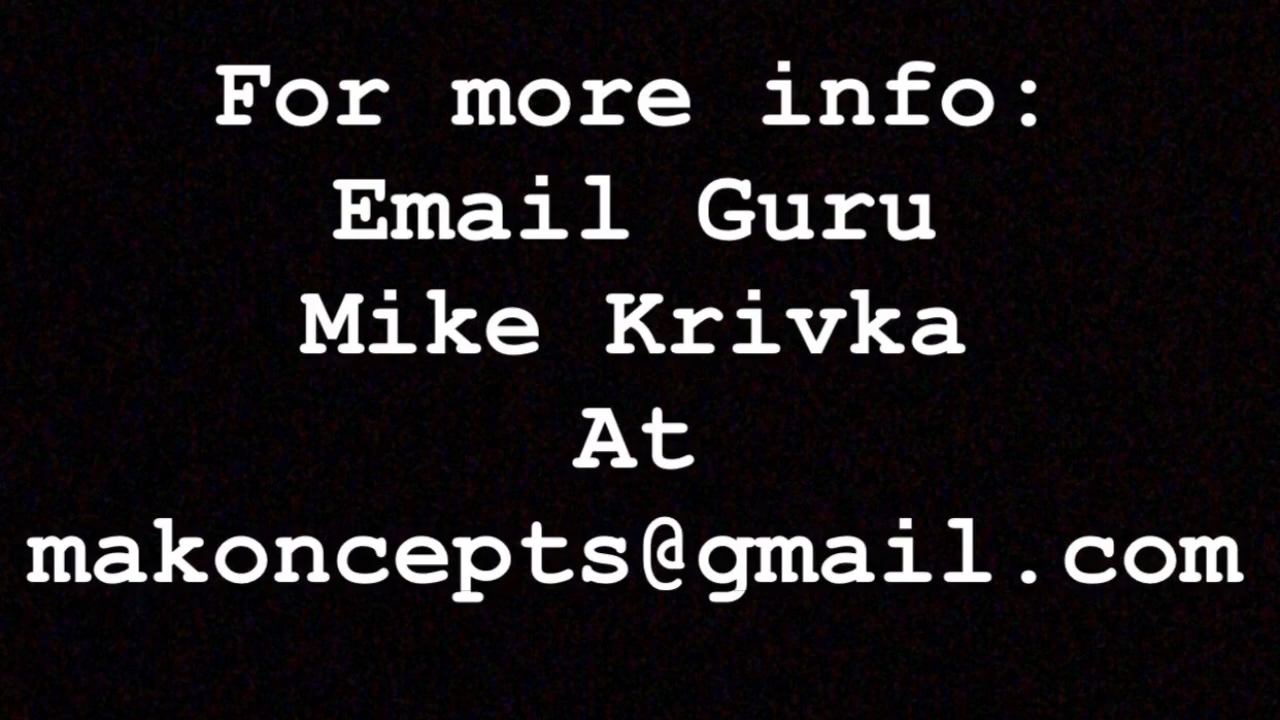 For more info:
Email Guru
Mike Krivka
At
makoncepts@gmail.com